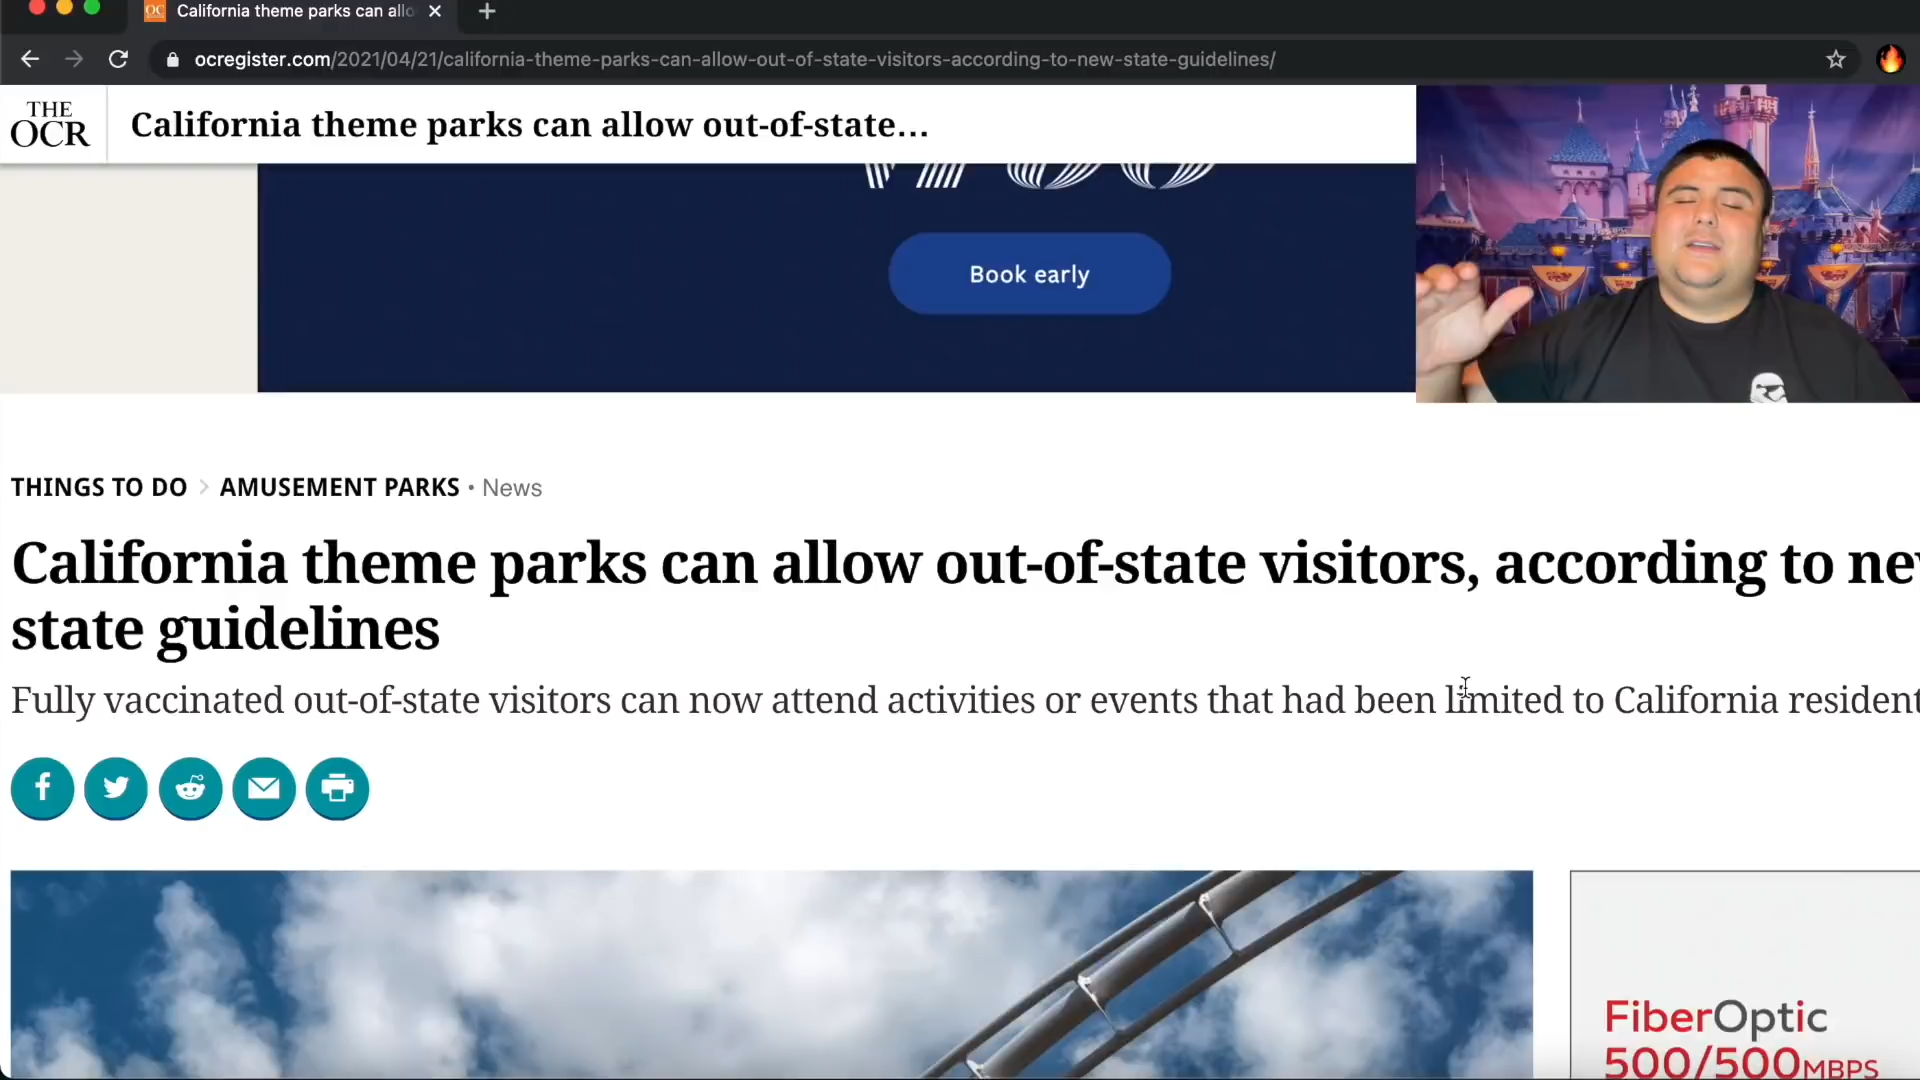 OC California theme parks can allo
ocregister.com/2021/04/21/california-theme-parks-can-allow-out-of-state-visitors-according-to-new-state-guidelines/
THE
OCR
California theme parks can allow out-of-state...
Book early
THINGS TO DO > AMUSEMENT PARKS • News
California theme parks can allow out-of-state visitors, according to
state guidelines
Fully vaccinated out-of-state visitors can now attend activities or events that had been limited to California
FiberOptic
500/500MBPS